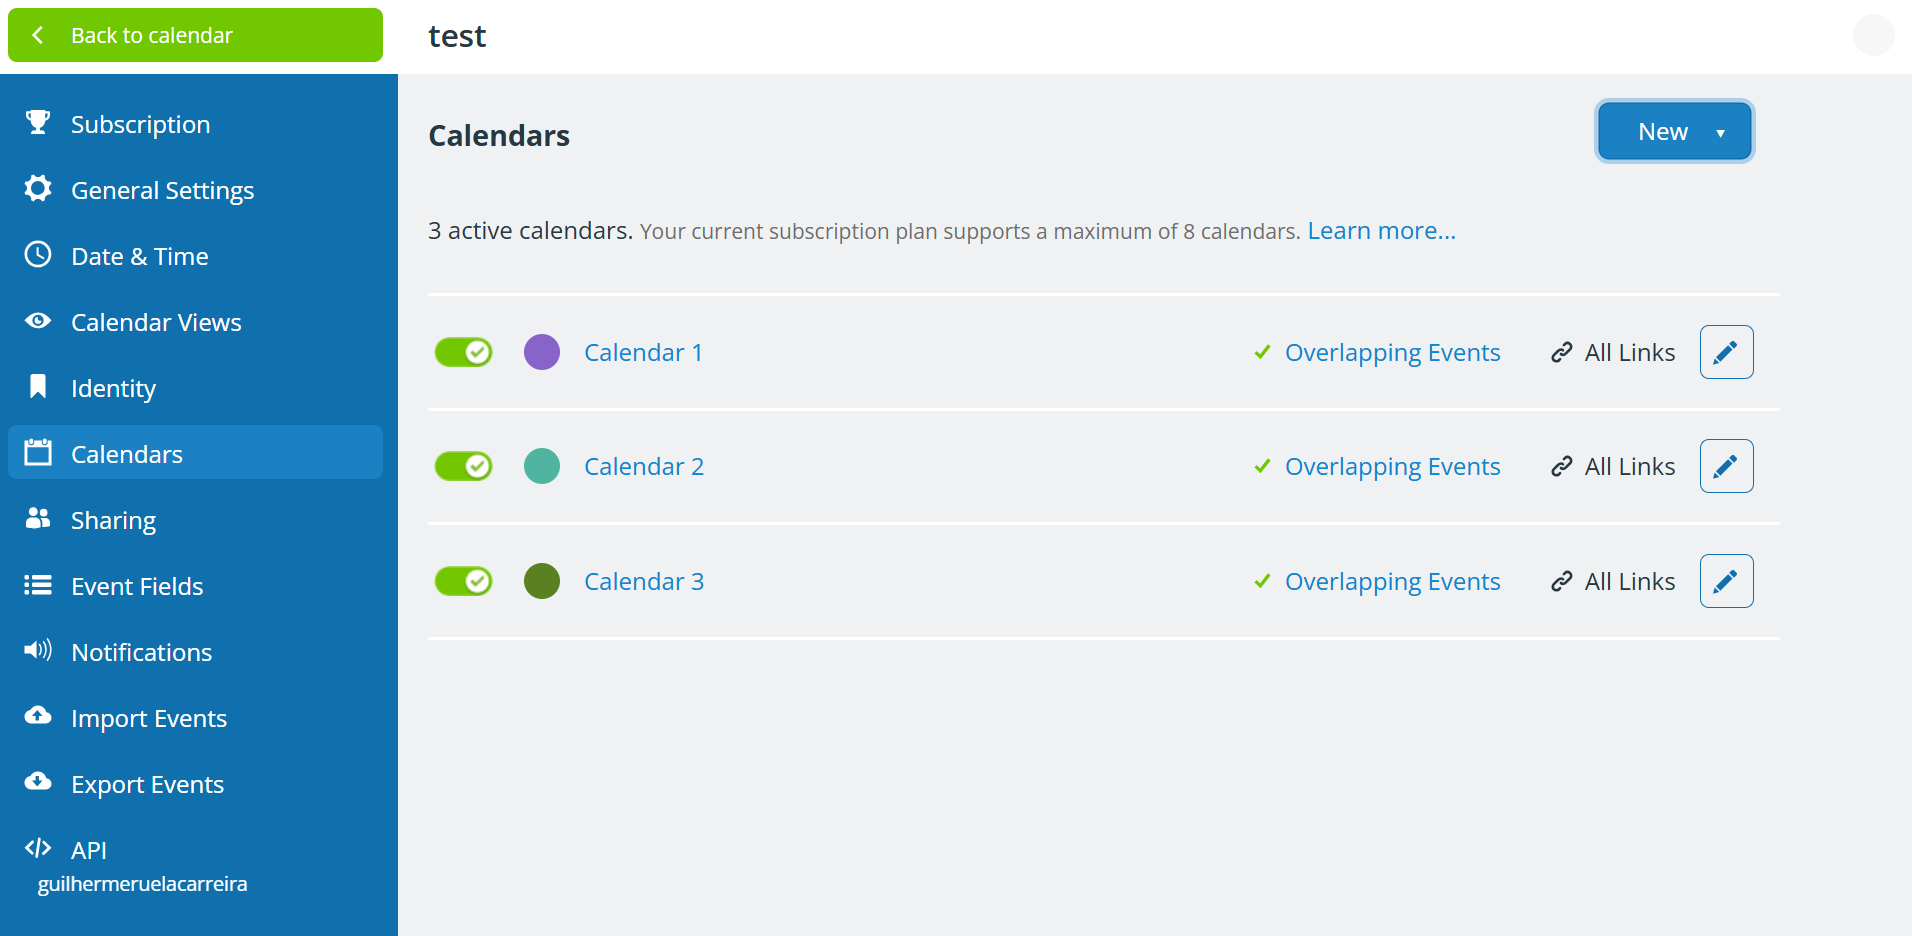 Back to calendar
test
Subscription
General Settings
Date & Time
Calendar Views
Identity
Calendars
Sharing
Event Fields
Notifications
Import Events
Export Events
API
guilhermeruelacarreira
Calendars
New
3 active calendars. Your current subscription plan supports a maximum of 8 calendars. Learn more...
Calendar 1 Overlapping Events All Links
Calendar 2 Overlapping Events All Links
Calendar 3 Overlapping Events All Links